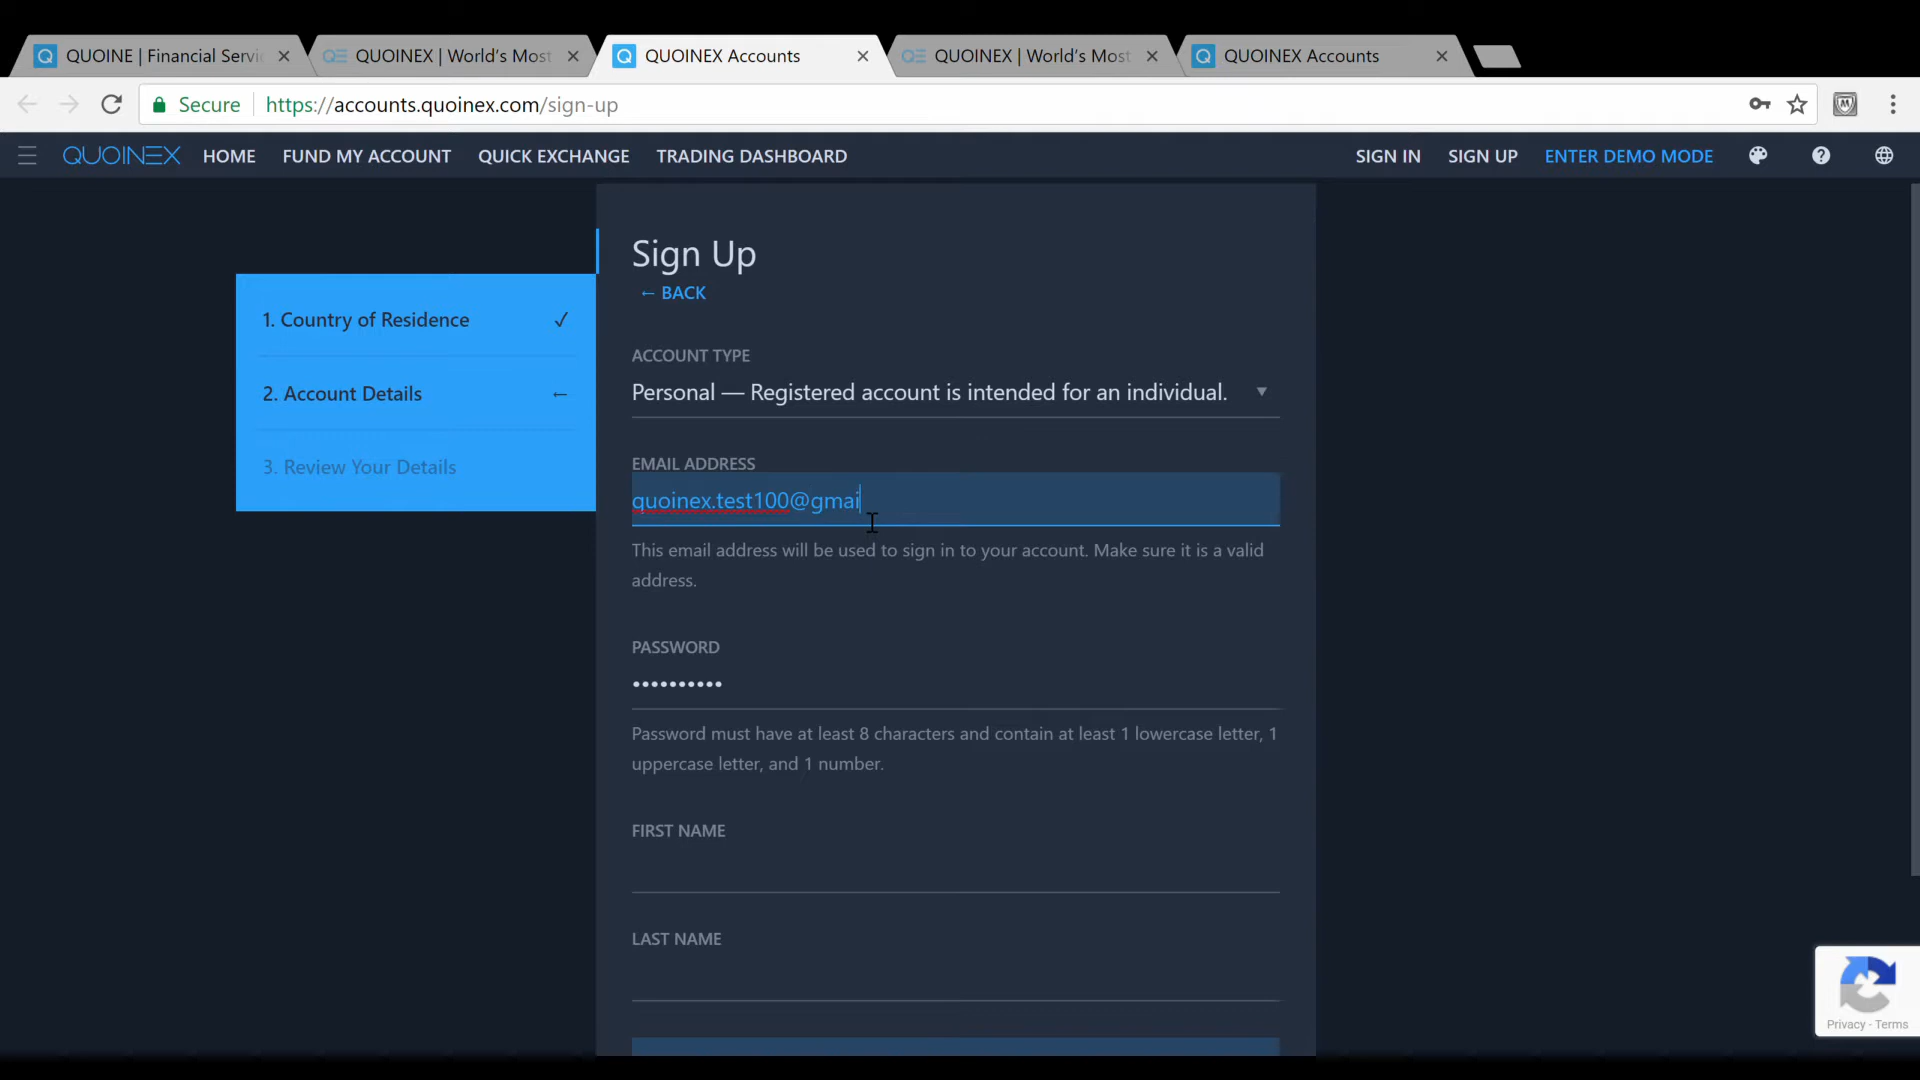 QUOINE | Financial Servi
QUOINEX | World's Most
QUOINEX Accounts
QUOINEX | World's Most
QUOINEX Accounts
Secure
https://accounts.quoinex.com/sign-up
QUOINEX
HOME
FUND MY ACCOUNT
QUICK EXCHANGE
TRADING DASHBOARD
SIGN IN
SIGN UP
ENTER DEMO MODE
Sign Up
← BACK
1. Country of Residence ✓
2. Account Details ←
3. Review Your Details
ACCOUNT TYPE
Personal — Registered account is intended for an individual.
EMAIL ADDRESS
quoinex.test100@gmai
This email address will be used to sign in to your account. Make sure it is a valid
address.
PASSWORD
••••••••••
Password must have at least 8 characters and contain at least 1 lowercase letter, 1
uppercase letter, and 1 number.
FIRST NAME
LAST NAME
Privacy - Terms